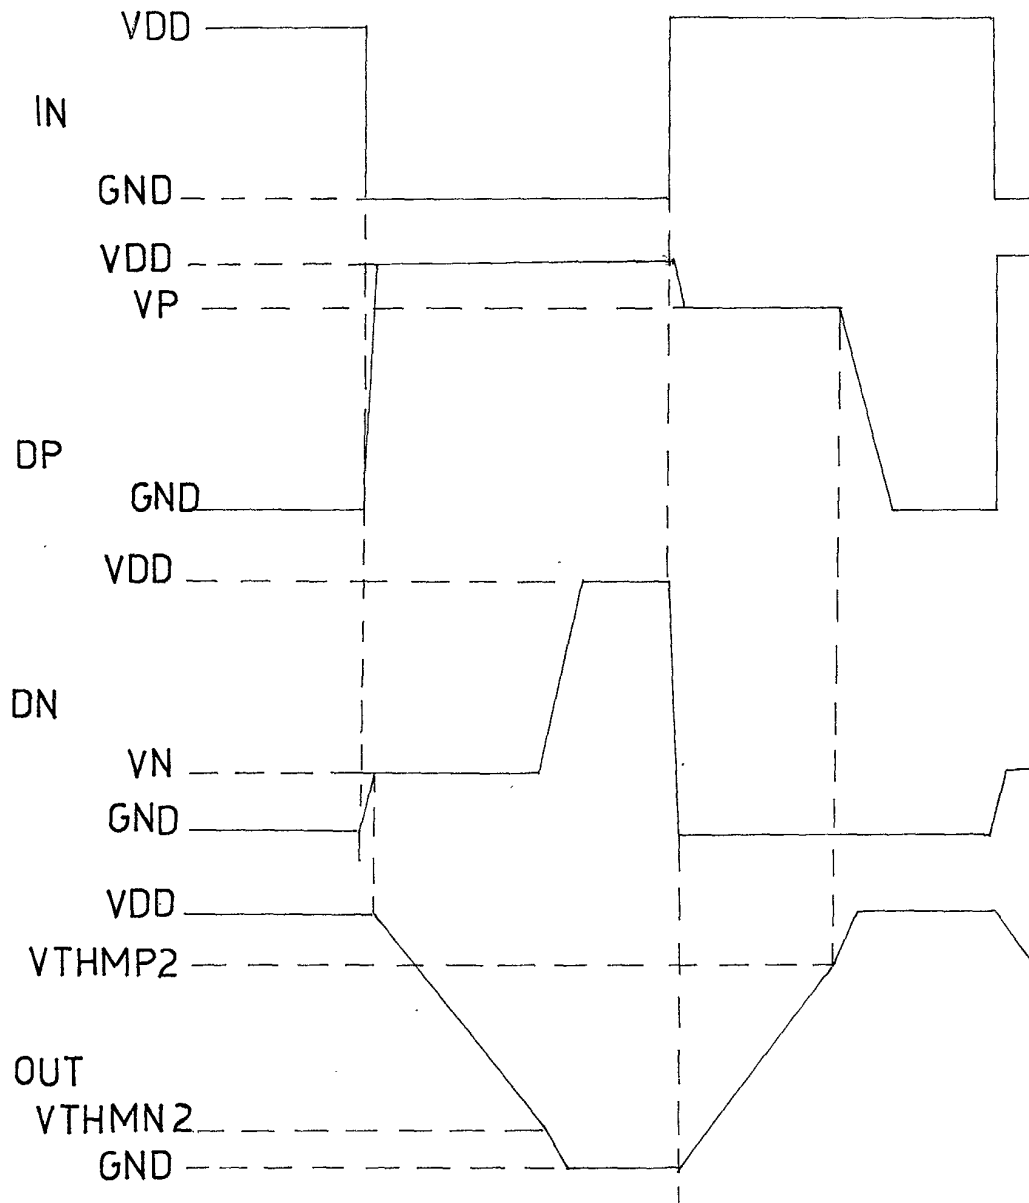 VDD
IN
GND
VDD
VP
DP
GND
VDD
DN
VN
GND
VDD
VTHMP2
OUT
VTHMN2
GND